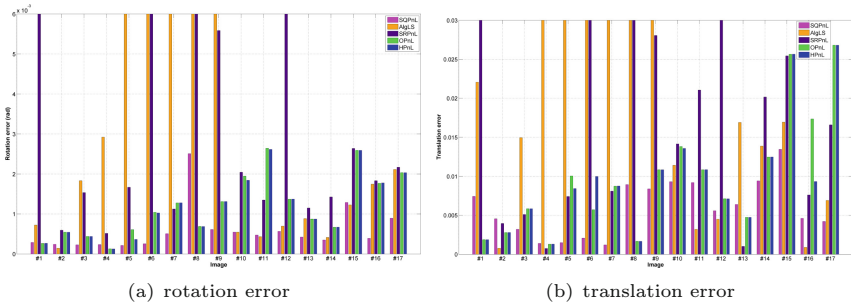 6 x 10⁻³
SQPnL
AlgLS
SRPnL
OPnL
HPnL
5
4
3
2
1
0
Rotation error (rad)
#1 #2 #3 #4 #5 #6 #7 #8 #9 #10 #11 #12 #13 #14 #15 #16 #17
Image
(a) rotation error
0.03
SQPnL
AlgLS
SRPnL
OPnL
HPnL
0.025
0.02
0.015
0.01
0.005
0
Translation error
#1 #2 #3 #4 #5 #6 #7 #8 #9 #10 #11 #12 #13 #14 #15 #16 #17
Image
(b) translation error